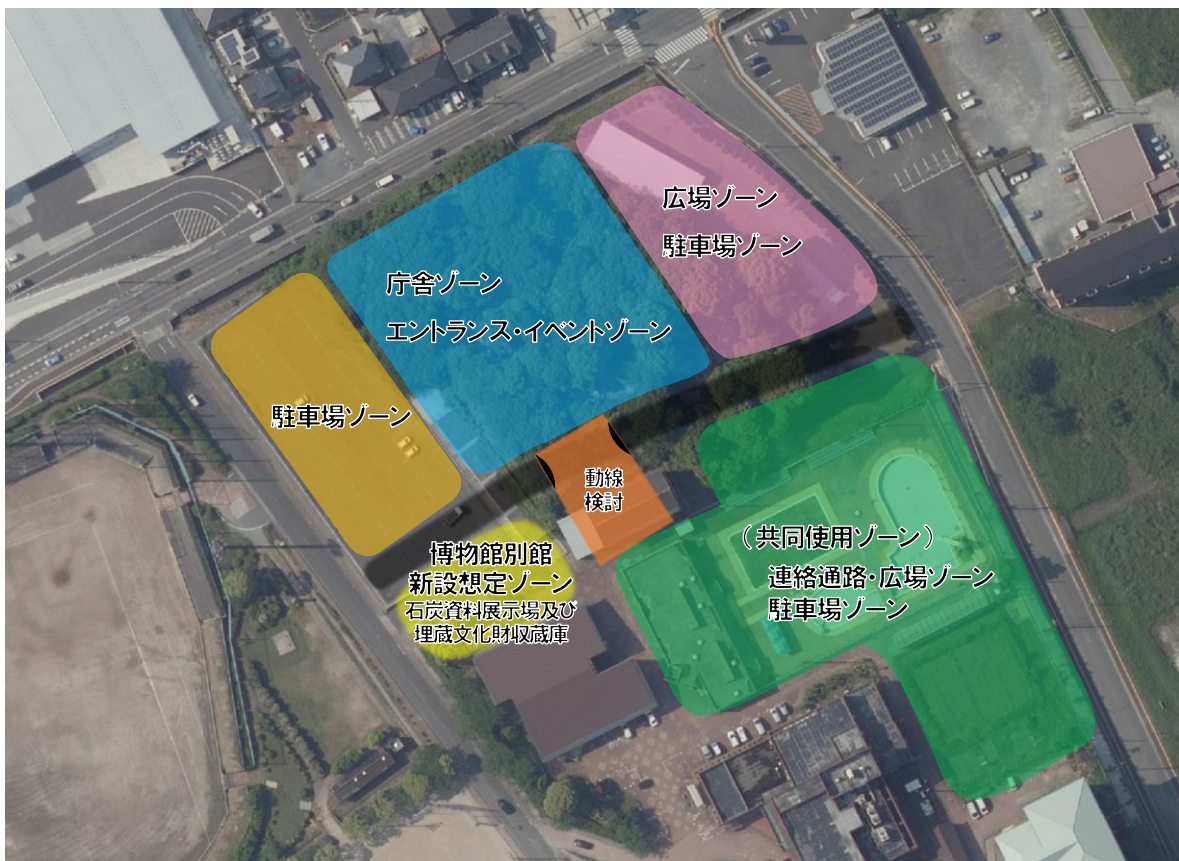 広場ゾーン
駐車場ゾーン
庁舎ゾーン
エントランス・イベントゾーン
駐車場ゾーン
動線
検討
(共同使用ゾーン)
連絡通路・広場ゾーン
駐車場ゾーン
博物館別館
新設想定ゾーン
石炭資料展示場及び
埋蔵文化財収蔵庫